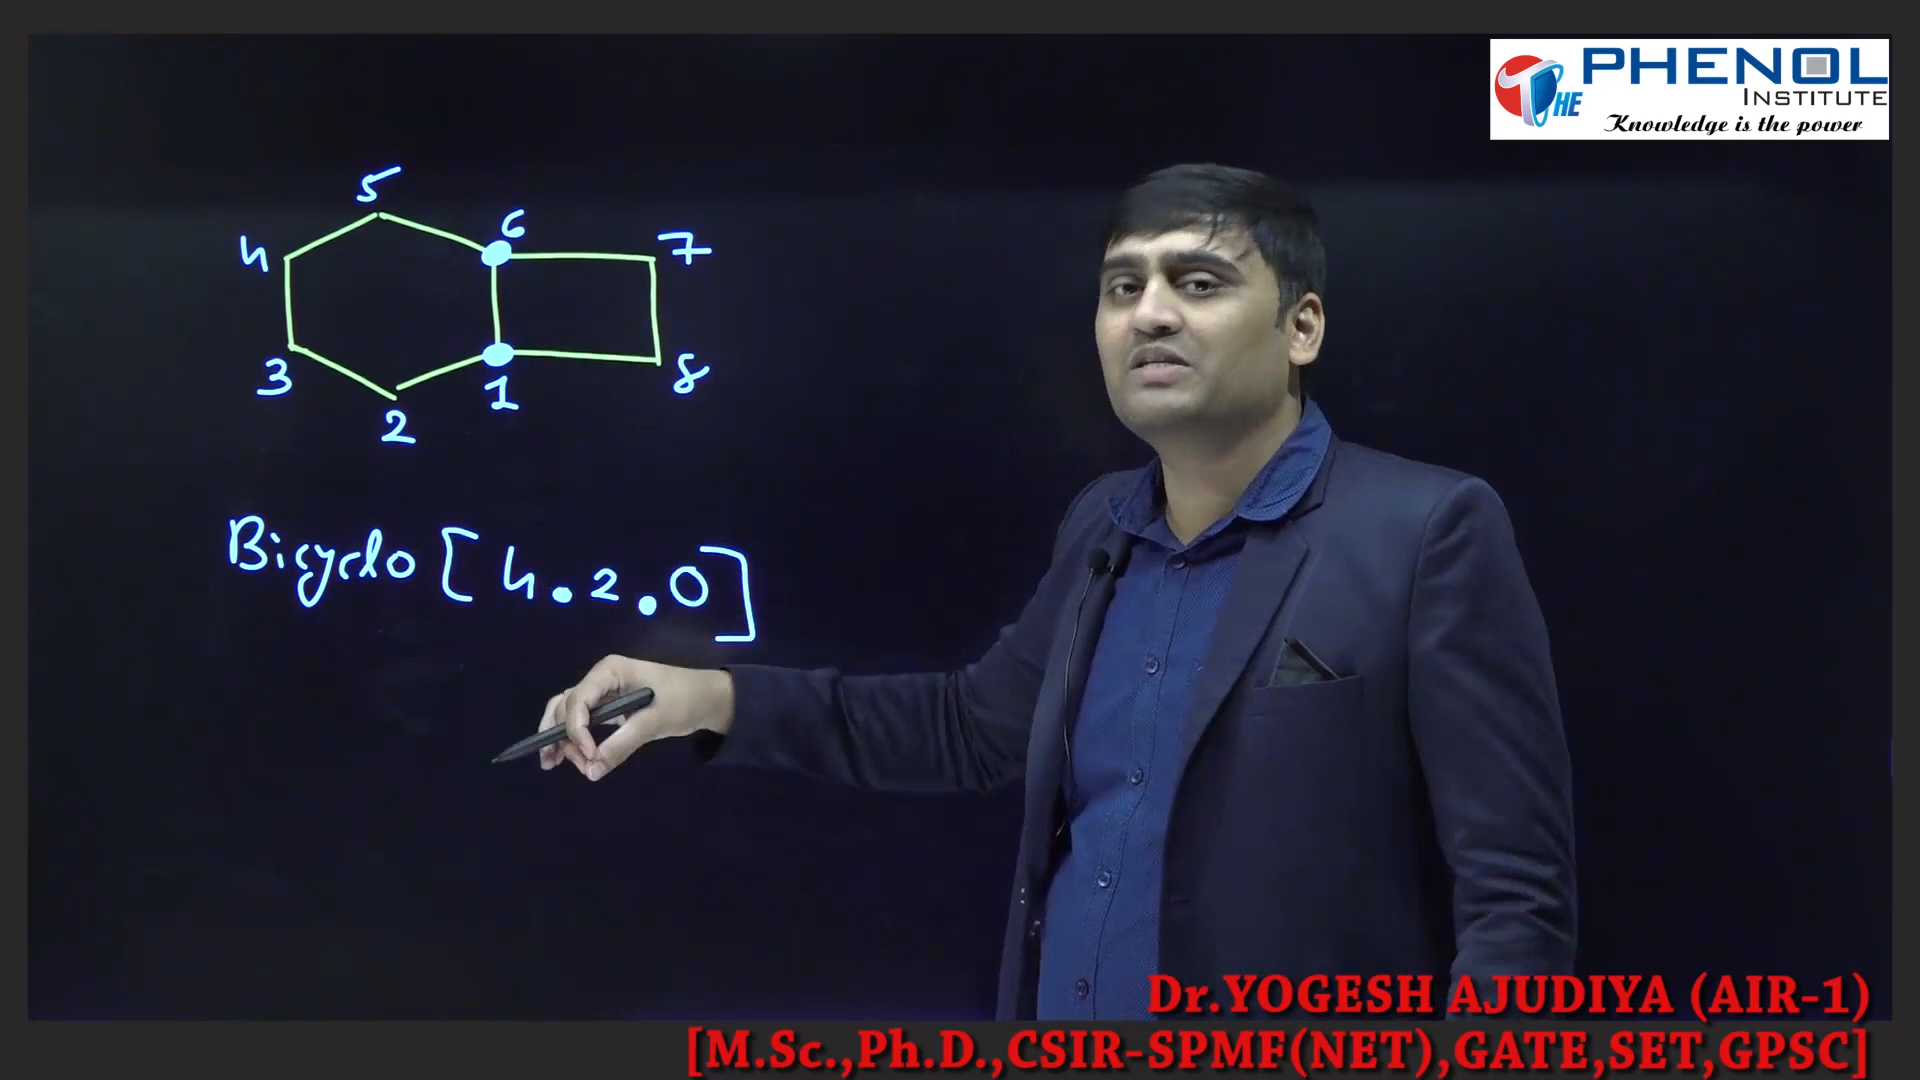 THE PHENOL
INSTITUTE
Knowledge is the power
5
6
4
7
3
1
8
2
Bicyclo [4.2.0]
Dr.YOGESH AJUDIYA (AIR-1)
[M.Sc.,Ph.D.,CSIR-SPMF(NET),GATE,SET,GPSC]